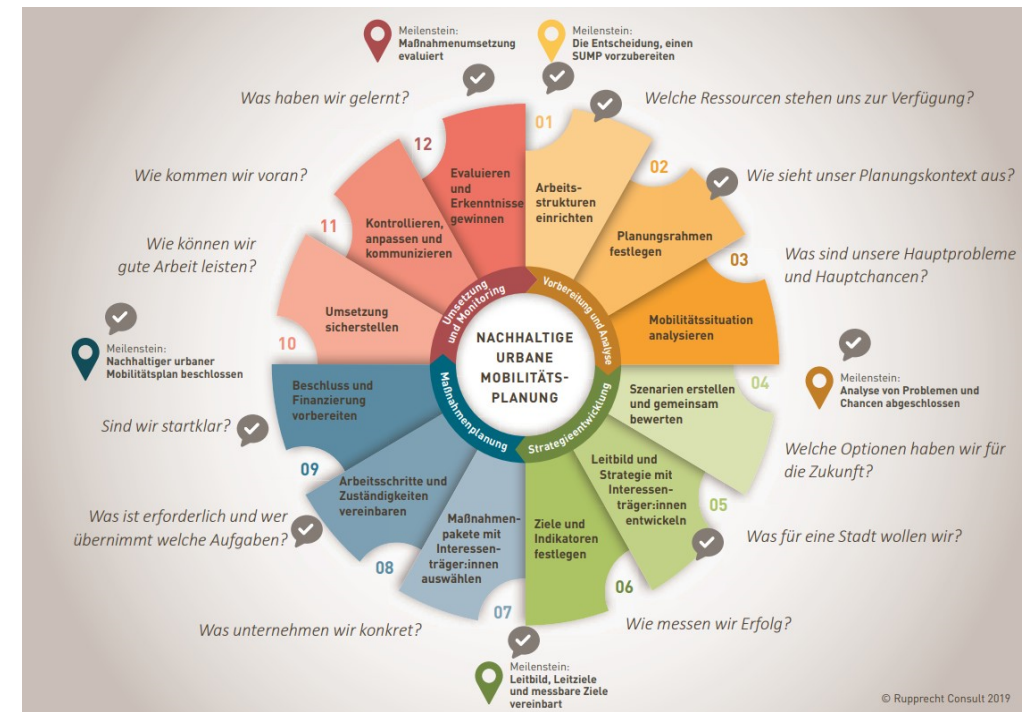 Meilenstein:
Maßnahmenumsetzung
evaluiert
Meilenstein:
Die Entscheidung, einen
SUMP vorzubereiten
Was haben wir gelernt?
Welche Ressourcen stehen uns zur Verfügung?
Wie kommen wir voran?
Wie sieht unser Planungskontext aus?
Wie können wir
gute Arbeit leisten?
Was sind unsere Hauptprobleme
und Hauptchancen?
01
Arbeits-
strukturen
einrichten
02
Planungsrahmen
festlegen
03
Mobilitätssituation
analysieren
04
Szenarien erstellen
und gemeinsam
bewerten
05
Leitbild und
Strategie mit
Interessen-
träger:innen
entwickeln
06
Ziele und
Indikatoren
festlegen
07
Maßnahmen-
pakete mit
Interessen-
träger:innen
auswählen
08
Arbeitsschritte und
Zuständigkeiten
vereinbaren
09
Beschluss und
Finanzierung
vorbereiten
10
Umsetzung
sicherstellen
11
Kontrollieren,
anpassen und
kommunizieren
12
Evaluieren
und
Erkenntnisse
gewinnen
Umsetzung
und Monitoring
Vorbereitung und Analyse
Strategieentwicklung
Maßnahmenplanung
NACHHALTIGE
URBANE
MOBILITÄTS-
PLANUNG
Meilenstein:
Nachhaltiger urbaner
Mobilitätsplan beschlossen
Meilenstein:
Analyse von Problemen und
Chancen abgeschlossen
Sind wir startklar?
Welche Optionen haben wir für
die Zukunft?
Was ist erforderlich und wer
übernimmt welche Aufgaben?
Was für eine Stadt wollen wir?
Was unternehmen wir konkret?
Wie messen wir Erfolg?
Meilenstein:
Leitbild, Leitziele
und messbare Ziele
vereinbart
© Rupprecht Consult 2019